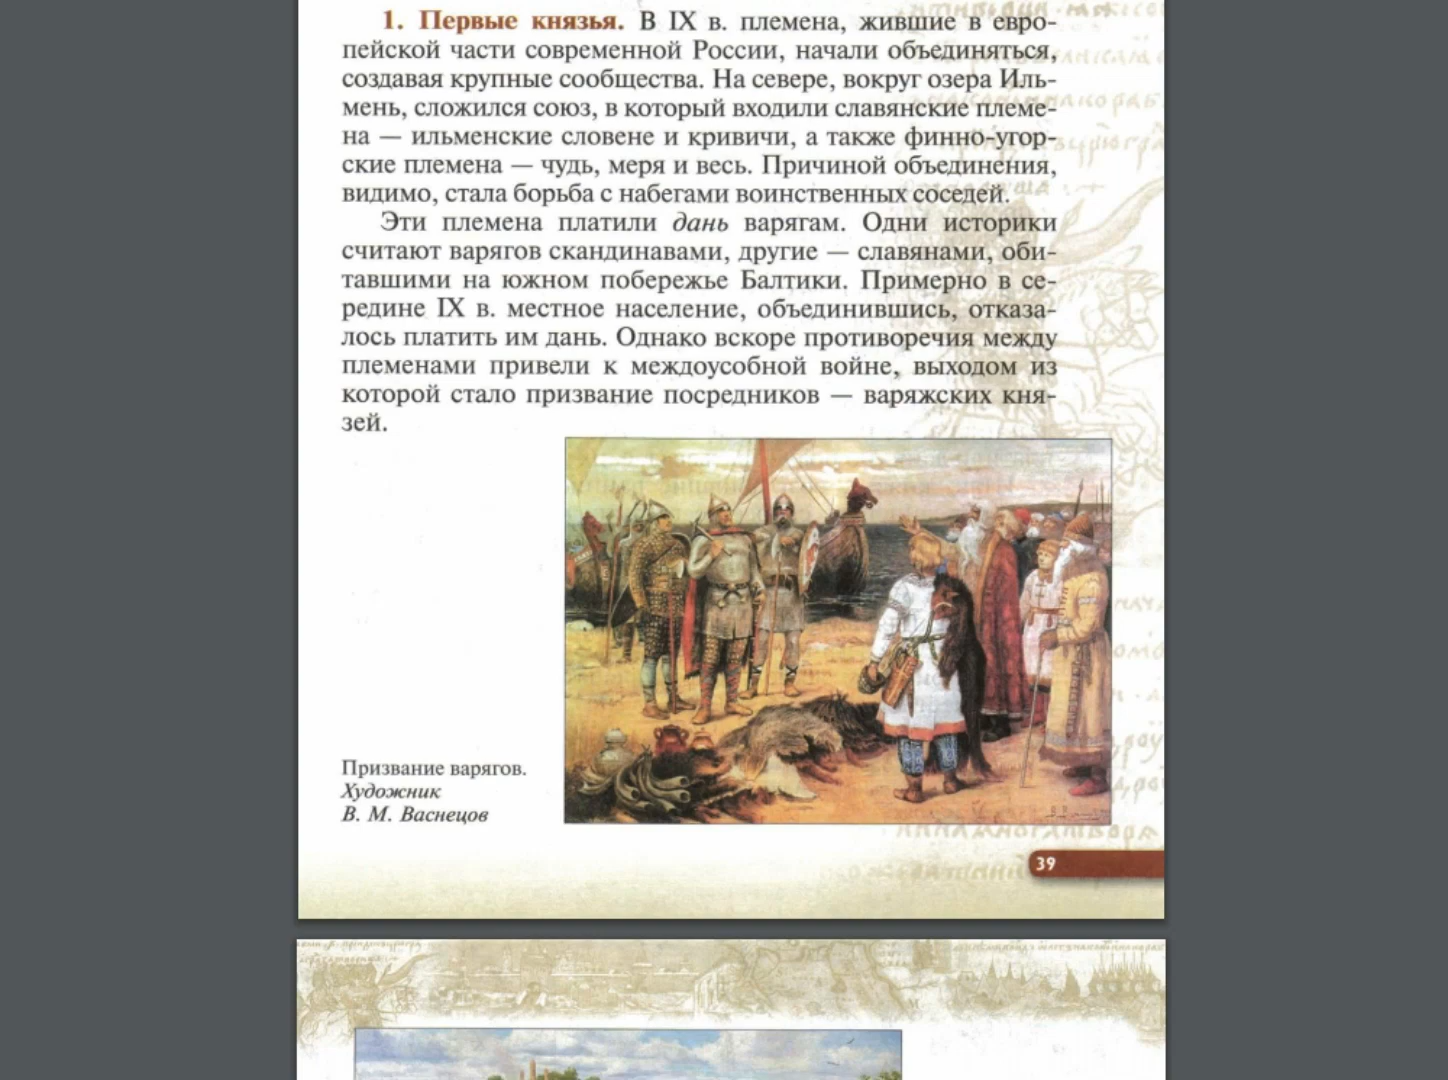 1. Первые князья. В IX в. племена, жившие в евро-
пейской части современной России, начали объединяться,
создавая крупные сообщества. На севере, вокруг озера Иль-
мень, сложился союз, в который входили славянские племе-
на — ильменские словене и кривичи, а также финно-угор-
ские племена — чудь, меря и весь. Причиной объединения,
видимо, стала борьба с набегами воинственных соседей.
Эти племена платили дань варягам. Одни историки
считают варягов скандинавами, другие — славянами, оби-
тавшими на южном побережье Балтики. Примерно в се-
редине IX в. местное население, объединившись, отказа-
лось платить им дань. Однако вскоре противоречия между
племенами привели к междоусобной войне, выходом из
которой стало призвание посредников — варяжских кня-
зей.
Призвание варягов.
Художник
В. М. Васнецов
39